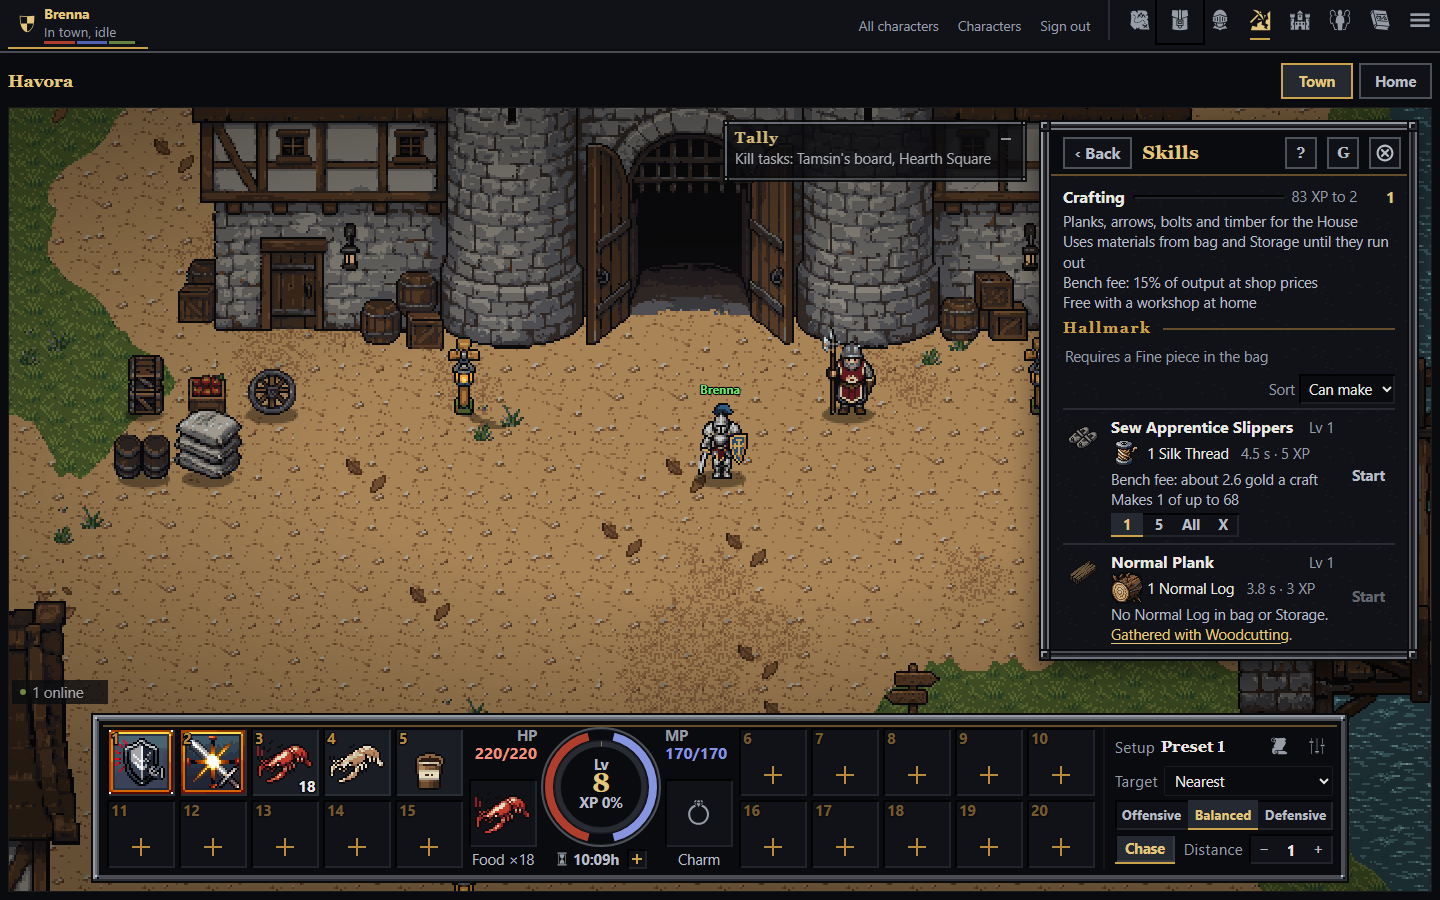 Brenna
In town, idle
All characters
Characters
Sign out
Havora
Town
Home
Tally
Kill tasks: Tamsin's board, Hearth Square
‹ Back
Skills
?
G
Crafting
83 XP to 2
1
Planks, arrows, bolts and timber for the House
Uses materials from bag and Storage until they run
out
Bench fee: 15% of output at shop prices
Free with a workshop at home
Hallmark
Requires a Fine piece in the bag
Sort
Can make
Sew Apprentice Slippers
Lv 1
1 Silk Thread
4.5 s · 5 XP
Bench fee: about 2.6 gold a craft
Makes 1 of up to 68
Start
1
5
All
X
Normal Plank
Lv 1
1 Normal Log
3.8 s · 3 XP
No Normal Log in bag or Storage.
Gathered with Woodcutting.
Start
Brenna
1 online
1
2
3
18
4
5
HP
220/220
Lv
8
XP 0%
MP
170/170
6
7
8
9
10
11
12
13
14
15
Food ×18
10:09h
+
Charm
16
17
18
19
20
Setup
Preset 1
Target
Nearest
Offensive
Balanced
Defensive
Chase
Distance
−
1
+